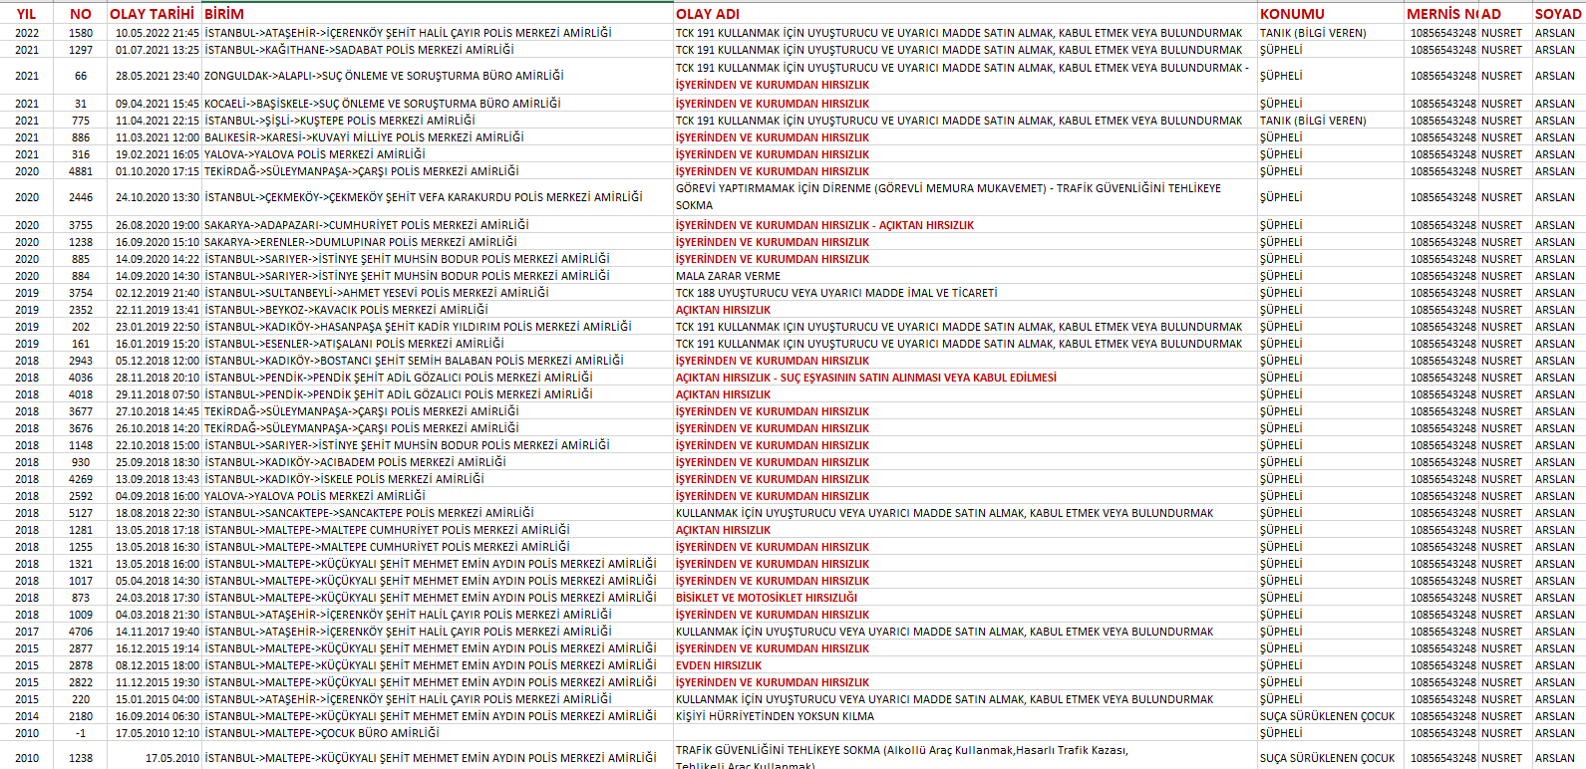 YIL NO OLAY TARİHİ BİRİM OLAY ADI KONUMU MERNİS NO AD SOYAD
2022 1580 10.05.2022 21:45 İSTANBUL->ATAŞEHİR->İÇERENKÖY ŞEHİT HALİL ÇAYIR POLİS MERKEZİ AMİRLİĞİ TCK 191 KULLANMAK İÇİN UYUŞTURUCU VE UYARICI MADDE SATIN ALMAK, KABUL ETMEK VEYA BULUNDURMAK TANIK (BİLGİ VEREN) 10856543248 NUSRET ARSLAN
2021 1297 01.07.2021 13:25 İSTANBUL->KAĞITHANE->SADABAT POLİS MERKEZİ AMİRLİĞİ TCK 191 KULLANMAK İÇİN UYUŞTURUCU VE UYARICI MADDE SATIN ALMAK, KABUL ETMEK VEYA BULUNDURMAK ŞÜPHELİ 10856543248 NUSRET ARSLAN
2021 66 28.05.2021 23:40 ZONGULDAK->ALAPLI->SUÇ ÖNLEME VE SORUŞTURMA BÜRO AMİRLİĞİ TCK 191 KULLANMAK İÇİN UYUŞTURUCU VE UYARICI MADDE SATIN ALMAK, KABUL ETMEK VEYA BULUNDURMAK -
İŞYERİNDEN VE KURUMDAN HIRSIZLIK ŞÜPHELİ 10856543248 NUSRET ARSLAN
2021 31 09.04.2021 15:45 KOCAELİ->BAŞİSKELE->SUÇ ÖNLEME VE SORUŞTURMA BÜRO AMİRLİĞİ İŞYERİNDEN VE KURUMDAN HIRSIZLIK ŞÜPHELİ 10856543248 NUSRET ARSLAN
2021 775 11.04.2021 22:15 İSTANBUL->ŞİŞLİ->KUŞTEPE POLİS MERKEZİ AMİRLİĞİ TCK 191 KULLANMAK İÇİN UYUŞTURUCU VE UYARICI MADDE SATIN ALMAK, KABUL ETMEK VEYA BULUNDURMAK TANIK (BİLGİ VEREN) 10856543248 NUSRET ARSLAN
2021 886 11.03.2021 12:00 BALIKESİR->KARESİ->KUVAYİ MİLLİYE POLİS MERKEZİ AMİRLİĞİ İŞYERİNDEN VE KURUMDAN HIRSIZLIK ŞÜPHELİ 10856543248 NUSRET ARSLAN
2021 316 19.02.2021 16:05 YALOVA->YALOVA POLİS MERKEZİ AMİRLİĞİ İŞYERİNDEN VE KURUMDAN HIRSIZLIK ŞÜPHELİ 10856543248 NUSRET ARSLAN
2020 4881 01.10.2020 17:15 TEKİRDAĞ->SÜLEYMANPAŞA->ÇARŞI POLİS MERKEZİ AMİRLİĞİ İŞYERİNDEN VE KURUMDAN HIRSIZLIK ŞÜPHELİ 10856543248 NUSRET ARSLAN
2020 2446 24.10.2020 13:30 İSTANBUL->ÇEKMEKÖY->ÇEKMEKÖY ŞEHİT VEFA KARAKURDU POLİS MERKEZİ AMİRLİĞİ GÖREVİ YAPTIRMAMAK İÇİN DİRENME (GÖREVLİ MEMURA MUKAVEMET) - TRAFİK GÜVENLİĞİNİ TEHLİKEYE
SOKMA ŞÜPHELİ 10856543248 NUSRET ARSLAN
2020 3755 26.08.2020 19:00 SAKARYA->ADAPAZARI->CUMHURİYET POLİS MERKEZİ AMİRLİĞİ İŞYERİNDEN VE KURUMDAN HIRSIZLIK - AÇIKTAN HIRSIZLIK ŞÜPHELİ 10856543248 NUSRET ARSLAN
2020 1238 16.09.2020 15:10 SAKARYA->ERENLER->DUMLUPINAR POLİS MERKEZİ AMİRLİĞİ İŞYERİNDEN VE KURUMDAN HIRSIZLIK ŞÜPHELİ 10856543248 NUSRET ARSLAN
2020 885 14.09.2020 14:22 İSTANBUL->SARIYER->İSTİNYE ŞEHİT MUHSİN BODUR POLİS MERKEZİ AMİRLİĞİ İŞYERİNDEN VE KURUMDAN HIRSIZLIK ŞÜPHELİ 10856543248 NUSRET ARSLAN
2020 884 14.09.2020 14:30 İSTANBUL->SARIYER->İSTİNYE ŞEHİT MUHSİN BODUR POLİS MERKEZİ AMİRLİĞİ MALA ZARAR VERME ŞÜPHELİ 10856543248 NUSRET ARSLAN
2019 3754 02.12.2019 21:40 İSTANBUL->SULTANBEYLİ->AHMET YESEVİ POLİS MERKEZİ AMİRLİĞİ TCK 188 UYUŞTURUCU VEYA UYARICI MADDE İMAL VE TİCARETİ ŞÜPHELİ 10856543248 NUSRET ARSLAN
2019 2352 22.11.2019 13:41 İSTANBUL->BEYKOZ->KAVACIK POLİS MERKEZİ AMİRLİĞİ AÇIKTAN HIRSIZLIK ŞÜPHELİ 10856543248 NUSRET ARSLAN
2019 202 23.01.2019 22:50 İSTANBUL->KADIKÖY->HASANPAŞA ŞEHİT KADİR YILDIRIM POLİS MERKEZİ AMİRLİĞİ TCK 191 KULLANMAK İÇİN UYUŞTURUCU VE UYARICI MADDE SATIN ALMAK, KABUL ETMEK VEYA BULUNDURMAK ŞÜPHELİ 10856543248 NUSRET ARSLAN
2019 161 16.01.2019 15:20 İSTANBUL->ESENLER->ATIŞALANI POLİS MERKEZİ AMİRLİĞİ TCK 191 KULLANMAK İÇİN UYUŞTURUCU VE UYARICI MADDE SATIN ALMAK, KABUL ETMEK VEYA BULUNDURMAK ŞÜPHELİ 10856543248 NUSRET ARSLAN
2018 2943 05.12.2018 12:00 İSTANBUL->KADIKÖY->BOSTANCI ŞEHİT SEMİH BALABAN POLİS MERKEZİ AMİRLİĞİ İŞYERİNDEN VE KURUMDAN HIRSIZLIK ŞÜPHELİ 10856543248 NUSRET ARSLAN
2018 4036 28.11.2018 20:10 İSTANBUL->PENDİK->PENDİK ŞEHİT ADİL GÖZALICI POLİS MERKEZİ AMİRLİĞİ AÇIKTAN HIRSIZLIK - SUÇ EŞYASININ SATIN ALINMASI VEYA KABUL EDİLMESİ ŞÜPHELİ 10856543248 NUSRET ARSLAN
2018 4018 29.11.2018 07:50 İSTANBUL->PENDİK->PENDİK ŞEHİT ADİL GÖZALICI POLİS MERKEZİ AMİRLİĞİ AÇIKTAN HIRSIZLIK ŞÜPHELİ 10856543248 NUSRET ARSLAN
2018 3677 27.10.2018 14:45 TEKİRDAĞ->SÜLEYMANPAŞA->ÇARŞI POLİS MERKEZİ AMİRLİĞİ İŞYERİNDEN VE KURUMDAN HIRSIZLIK ŞÜPHELİ 10856543248 NUSRET ARSLAN
2018 3676 26.10.2018 14:20 TEKİRDAĞ->SÜLEYMANPAŞA->ÇARŞI POLİS MERKEZİ AMİRLİĞİ İŞYERİNDEN VE KURUMDAN HIRSIZLIK ŞÜPHELİ 10856543248 NUSRET ARSLAN
2018 1148 22.10.2018 15:00 İSTANBUL->SARIYER->İSTİNYE ŞEHİT MUHSİN BODUR POLİS MERKEZİ AMİRLİĞİ İŞYERİNDEN VE KURUMDAN HIRSIZLIK ŞÜPHELİ 10856543248 NUSRET ARSLAN
2018 930 25.09.2018 18:30 İSTANBUL->KADIKÖY->ACIBADEM POLİS MERKEZİ AMİRLİĞİ İŞYERİNDEN VE KURUMDAN HIRSIZLIK ŞÜPHELİ 10856543248 NUSRET ARSLAN
2018 4269 13.09.2018 13:43 İSTANBUL->KADIKÖY->İSKELE POLİS MERKEZİ AMİRLİĞİ İŞYERİNDEN VE KURUMDAN HIRSIZLIK ŞÜPHELİ 10856543248 NUSRET ARSLAN
2018 2592 04.09.2018 16:00 YALOVA->YALOVA POLİS MERKEZİ AMİRLİĞİ İŞYERİNDEN VE KURUMDAN HIRSIZLIK ŞÜPHELİ 10856543248 NUSRET ARSLAN
2018 5127 18.08.2018 22:30 İSTANBUL->SANCAKTEPE->SANCAKTEPE POLİS MERKEZİ AMİRLİĞİ KULLANMAK İÇİN UYUŞTURUCU VEYA UYARICI MADDE SATIN ALMAK, KABUL ETMEK VEYA BULUNDURMAK ŞÜPHELİ 10856543248 NUSRET ARSLAN
2018 1281 13.05.2018 17:18 İSTANBUL->MALTEPE->MALTEPE CUMHURİYET POLİS MERKEZİ AMİRLİĞİ AÇIKTAN HIRSIZLIK ŞÜPHELİ 10856543248 NUSRET ARSLAN
2018 1255 13.05.2018 16:30 İSTANBUL->MALTEPE->MALTEPE CUMHURİYET POLİS MERKEZİ AMİRLİĞİ İŞYERİNDEN VE KURUMDAN HIRSIZLIK ŞÜPHELİ 10856543248 NUSRET ARSLAN
2018 1321 13.05.2018 16:00 İSTANBUL->MALTEPE->KÜÇÜKYALI ŞEHİT MEHMET EMİN AYDIN POLİS MERKEZİ AMİRLİĞİ İŞYERİNDEN VE KURUMDAN HIRSIZLIK ŞÜPHELİ 10856543248 NUSRET ARSLAN
2018 1017 05.04.2018 14:30 İSTANBUL->MALTEPE->KÜÇÜKYALI ŞEHİT MEHMET EMİN AYDIN POLİS MERKEZİ AMİRLİĞİ İŞYERİNDEN VE KURUMDAN HIRSIZLIK ŞÜPHELİ 10856543248 NUSRET ARSLAN
2018 873 24.03.2018 17:30 İSTANBUL->MALTEPE->KÜÇÜKYALI ŞEHİT MEHMET EMİN AYDIN POLİS MERKEZİ AMİRLİĞİ BİSİKLET VE MOTOSİKLET HIRSIZLIĞI ŞÜPHELİ 10856543248 NUSRET ARSLAN
2018 1009 04.03.2018 21:30 İSTANBUL->ATAŞEHİR->İÇERENKÖY ŞEHİT HALİL ÇAYIR POLİS MERKEZİ AMİRLİĞİ İŞYERİNDEN VE KURUMDAN HIRSIZLIK ŞÜPHELİ 10856543248 NUSRET ARSLAN
2017 4706 14.11.2017 19:40 İSTANBUL->ATAŞEHİR->İÇERENKÖY ŞEHİT HALİL ÇAYIR POLİS MERKEZİ AMİRLİĞİ KULLANMAK İÇİN UYUŞTURUCU VEYA UYARICI MADDE SATIN ALMAK, KABUL ETMEK VEYA BULUNDURMAK ŞÜPHELİ 10856543248 NUSRET ARSLAN
2015 2877 16.12.2015 19:14 İSTANBUL->MALTEPE->KÜÇÜKYALI ŞEHİT MEHMET EMİN AYDIN POLİS MERKEZİ AMİRLİĞİ İŞYERİNDEN VE KURUMDAN HIRSIZLIK ŞÜPHELİ 10856543248 NUSRET ARSLAN
2015 2878 08.12.2015 18:00 İSTANBUL->MALTEPE->KÜÇÜKYALI ŞEHİT MEHMET EMİN AYDIN POLİS MERKEZİ AMİRLİĞİ EVDEN HIRSIZLIK ŞÜPHELİ 10856543248 NUSRET ARSLAN
2015 2822 11.12.2015 19:30 İSTANBUL->MALTEPE->KÜÇÜKYALI ŞEHİT MEHMET EMİN AYDIN POLİS MERKEZİ AMİRLİĞİ İŞYERİNDEN VE KURUMDAN HIRSIZLIK ŞÜPHELİ 10856543248 NUSRET ARSLAN
2015 220 15.01.2015 04:00 İSTANBUL->ATAŞEHİR->İÇERENKÖY ŞEHİT HALİL ÇAYIR POLİS MERKEZİ AMİRLİĞİ KULLANMAK İÇİN UYUŞTURUCU VEYA UYARICI MADDE SATIN ALMAK, KABUL ETMEK VEYA BULUNDURMAK ŞÜPHELİ 10856543248 NUSRET ARSLAN
2014 2180 16.09.2014 06:30 İSTANBUL->MALTEPE->KÜÇÜKYALI ŞEHİT MEHMET EMİN AYDIN POLİS MERKEZİ AMİRLİĞİ KİŞİYİ HÜRRİYETİNDEN YOKSUN KILMA SUÇA SÜRÜKLENEN ÇOCUK 10856543248 NUSRET ARSLAN
2010 -1 17.05.2010 12:10 İSTANBUL->MALTEPE->ÇOCUK BÜRO AMİRLİĞİ ŞÜPHELİ 10856543248 NUSRET ARSLAN
2010 1238 17.05.2010 İSTANBUL->MALTEPE->KÜÇÜKYALI ŞEHİT MEHMET EMİN AYDIN POLİS MERKEZİ AMİRLİĞİ TRAFİK GÜVENLİĞİNİ TEHLİKEYE SOKMA (Alkollü Araç Kullanmak,Hasarlı Trafik Kazası,
Tehlikeli Araç Kullanmak) SUÇA SÜRÜKLENEN ÇOCUK 10856543248 NUSRET ARSLAN